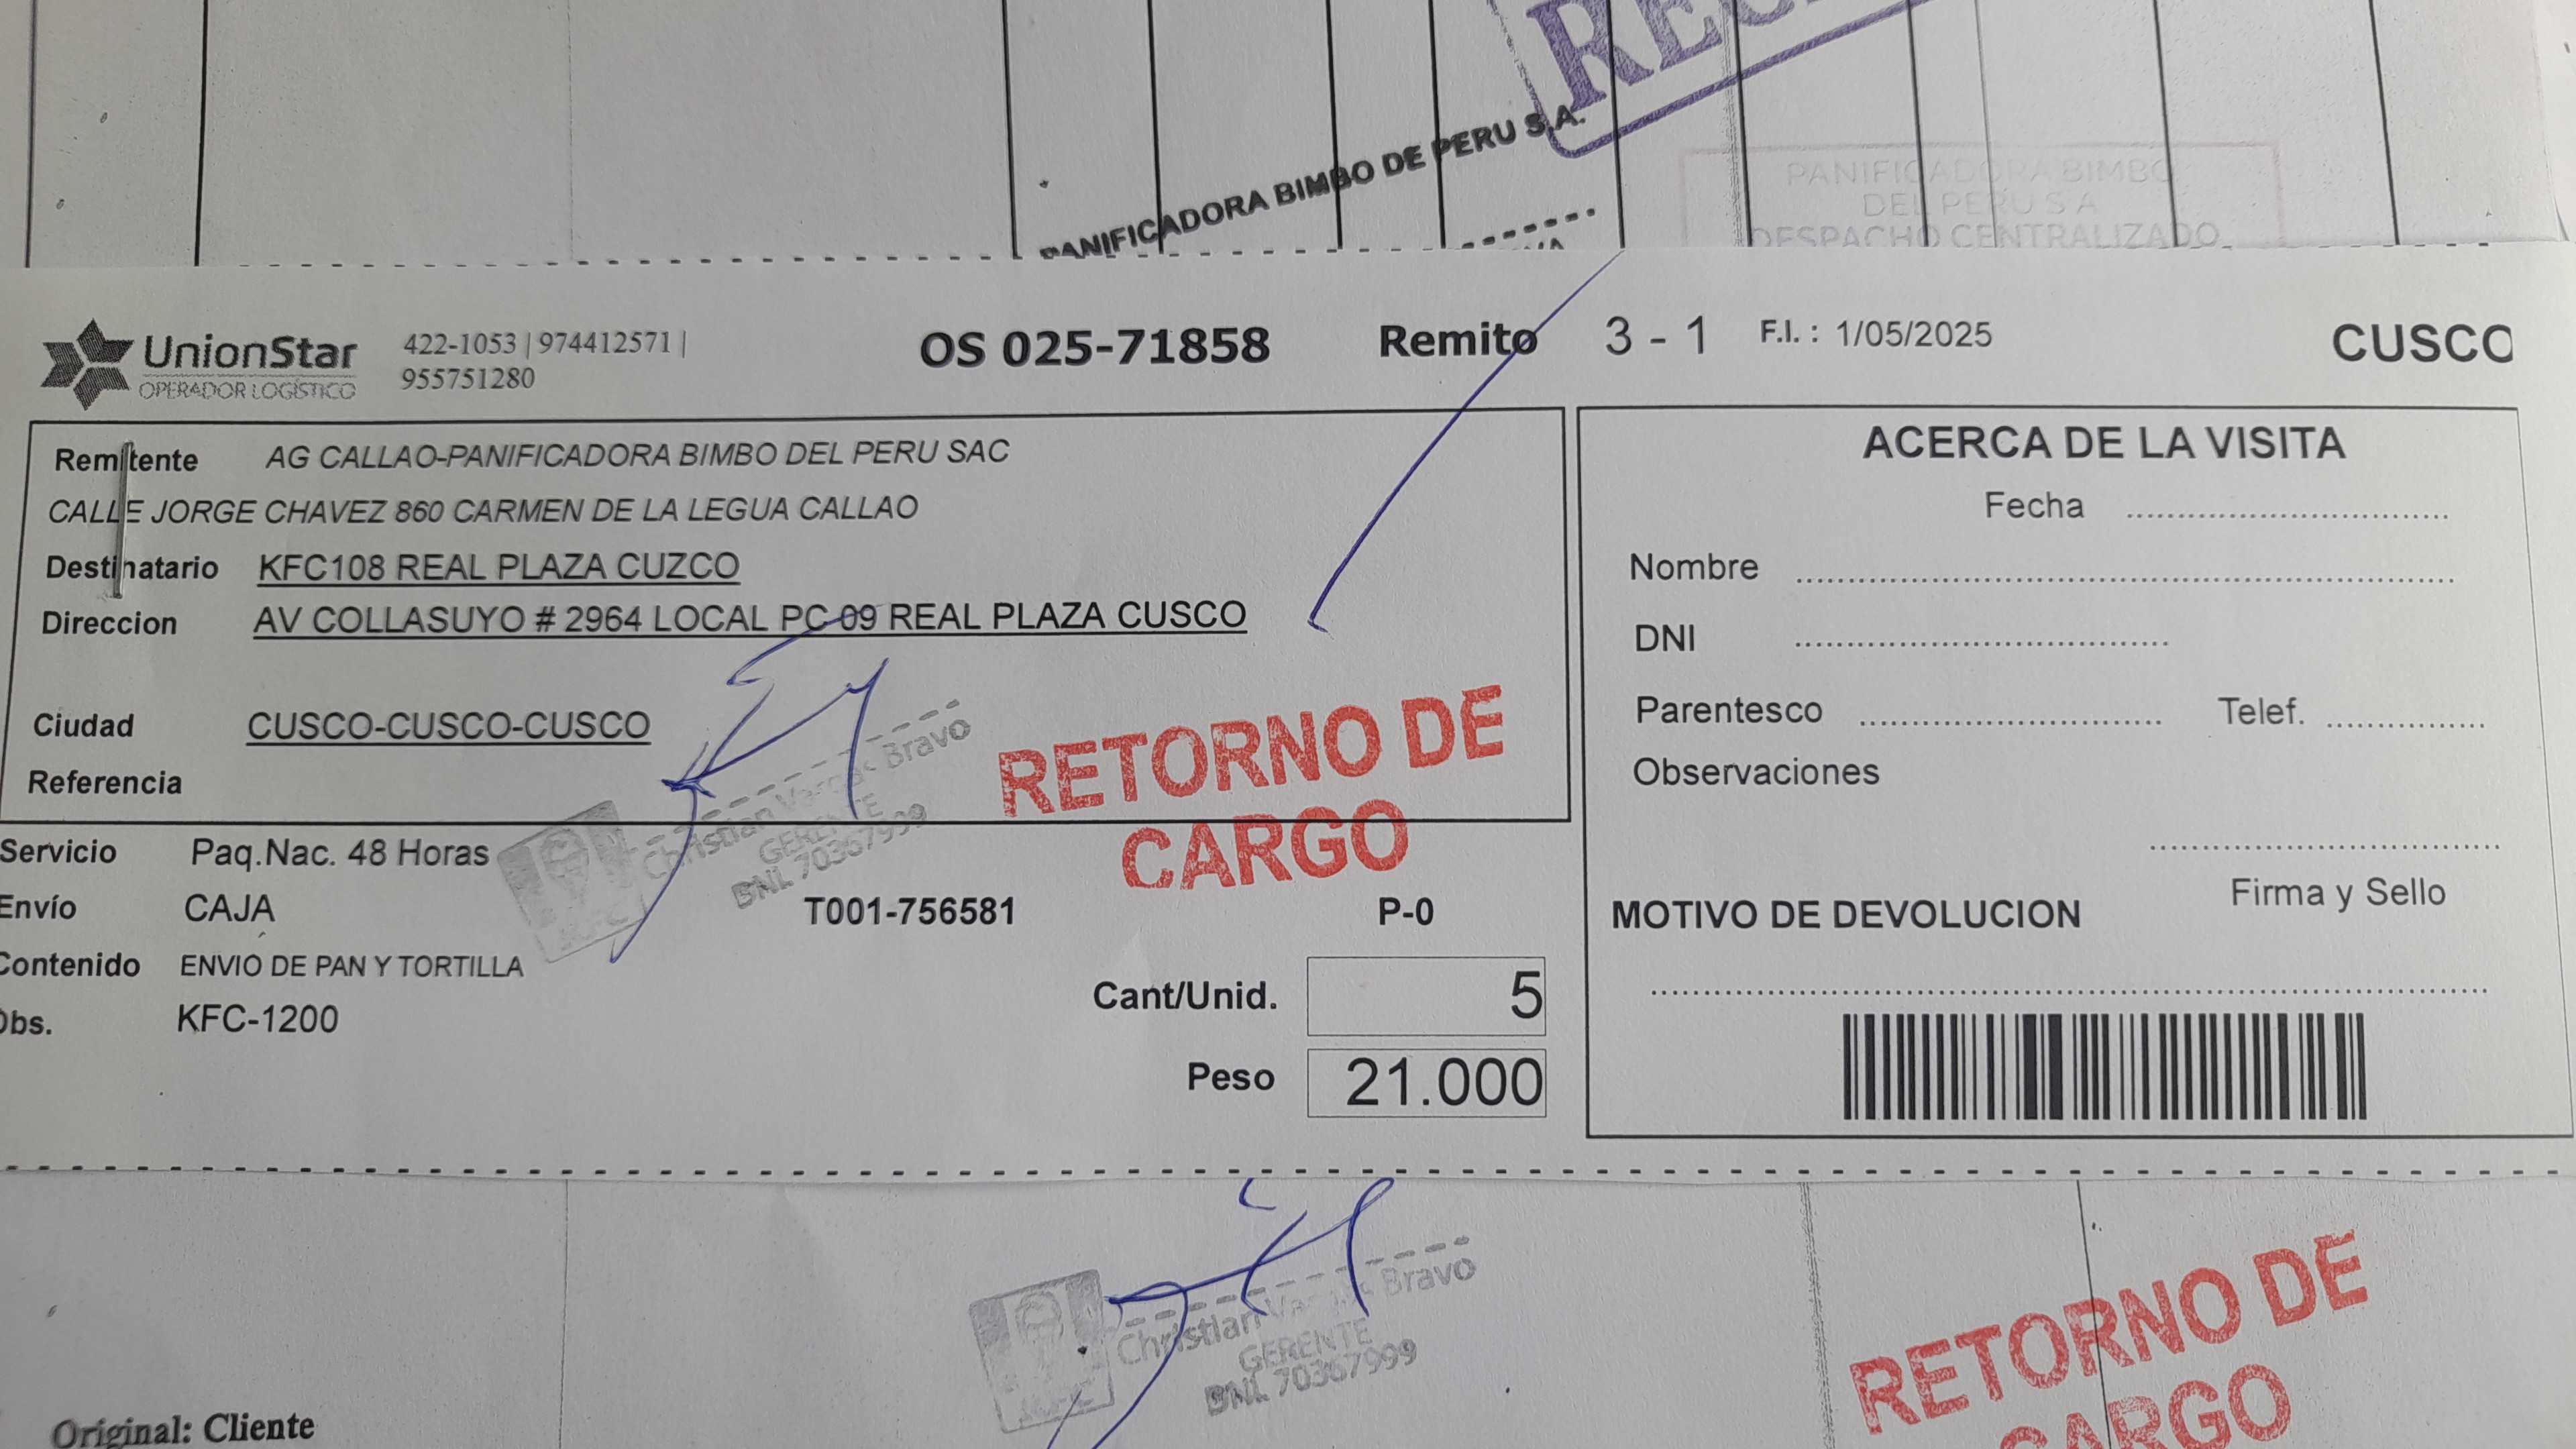 PANIFICADORA BIMBO DE PERU S.A.
PANIFICADORA BIMBO
DEL PERU S A
DESPACHO CENTRALIZADO
UnionStar
OPERADOR LOGÍSTICO
422-1053 | 974412571 |
955751280
OS 025-71858
Remito 3 - 1
F.I. : 1/05/2025
CUSCO
Remitente AG CALLAO-PANIFICADORA BIMBO DEL PERU SAC
CALLE JORGE CHAVEZ 860 CARMEN DE LA LEGUA CALLAO
Destinatario KFC108 REAL PLAZA CUZCO
Direccion AV COLLASUYO # 2964 LOCAL PC 09 REAL PLAZA CUSCO
Ciudad CUSCO-CUSCO-CUSCO
Referencia
RETORNO DE
CARGO
Christian Vargas Bravo
GERENTE
DNI. 70367999
KFC
Servicio Paq.Nac. 48 Horas
Envío CAJA
T001-756581
P-0
Contenido ENVIO DE PAN Y TORTILLA
Obs. KFC-1200
Cant/Unid. 5
Peso 21.000
ACERCA DE LA VISITA
Fecha
Nombre
DNI
Parentesco
Telef.
Observaciones
Firma y Sello
MOTIVO DE DEVOLUCION
Christian Vargas Bravo
GERENTE
DNI. 70367999
KFC
RETORNO DE
CARGO
Original: Cliente